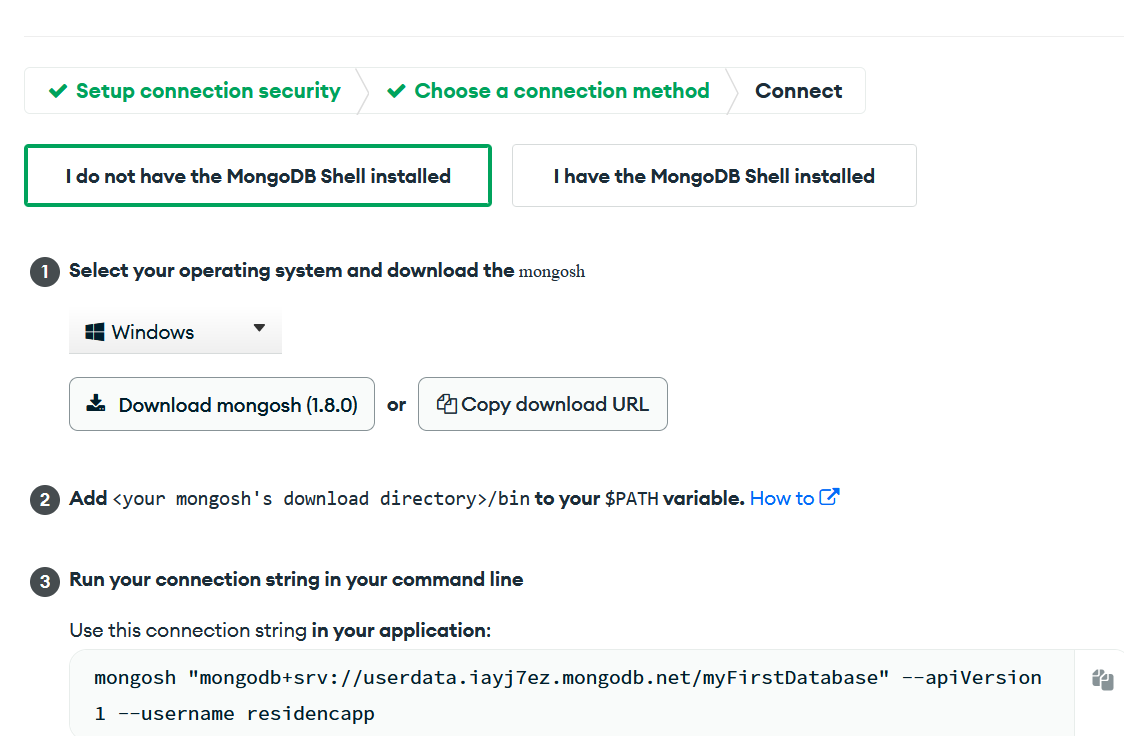 Setup connection security Choose a connection method Connect
I do not have the MongoDB Shell installed I have the MongoDB Shell installed
1 Select your operating system and download the mongosh
Windows
Download mongosh (1.8.0) or Copy download URL
2 Add <your mongosh's download directory>/bin to your $PATH variable. How to
3 Run your connection string in your command line
Use this connection string in your application:
mongosh "mongodb+srv://userdata.iayj7ez.mongodb.net/myFirstDatabase" --apiVersion
1 --username residencapp